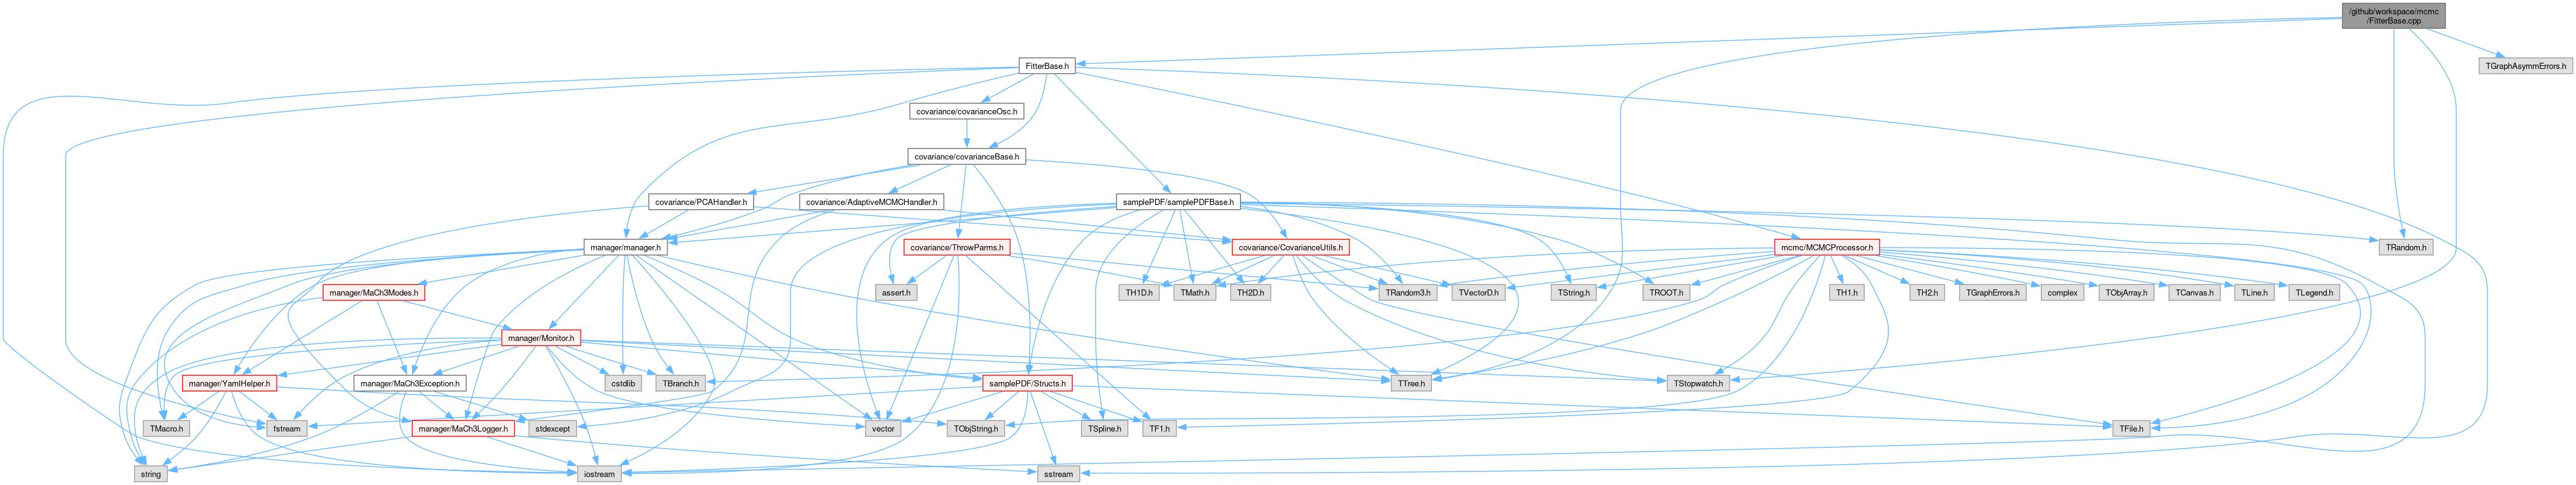 /github/workspace/mcmc
/FitterBase.cpp
FitterBase.h
TGraphAsymmErrors.h
covariance/covarianceOsc.h
covariance/covarianceBase.h
covariance/PCAHandler.h
covariance/AdaptiveMCMCHandler.h
samplePDF/samplePDFBase.h
manager/manager.h
covariance/ThrowParms.h
covariance/CovarianceUtils.h
mcmc/MCMCProcessor.h
TRandom.h
manager/MaCh3Modes.h
assert.h
TH1D.h
TMath.h
TH2D.h
TRandom3.h
TVectorD.h
TString.h
TROOT.h
TH1.h
TH2.h
TGraphErrors.h
complex
TObjArray.h
TCanvas.h
TLine.h
TLegend.h
manager/Monitor.h
manager/YamlHelper.h
manager/MaCh3Exception.h
cstdlib
TBranch.h
samplePDF/Structs.h
TTree.h
TStopwatch.h
TMacro.h
fstream
manager/MaCh3Logger.h
stdexcept
vector
TObjString.h
TSpline.h
TF1.h
TFile.h
string
iostream
sstream